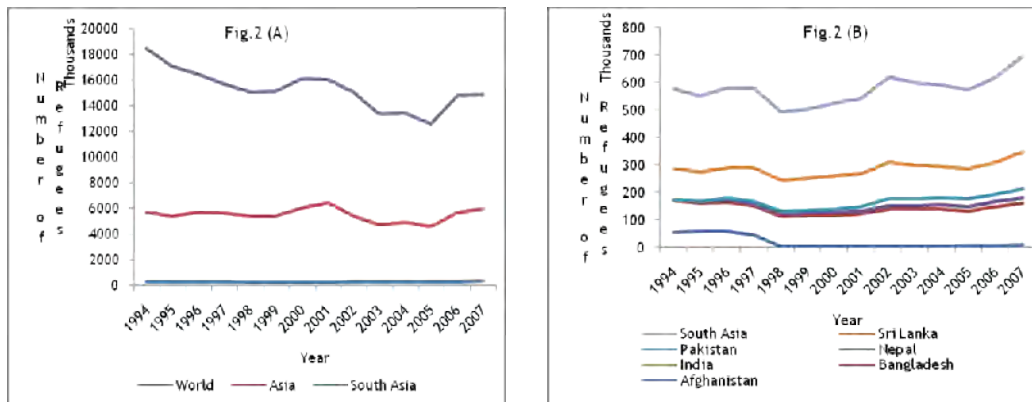 Fig.2 (A)
Number of
Refugees
Thousands
20000
18000
16000
14000
12000
10000
8000
6000
4000
2000
0
1994 1995 1996 1997 1998 1999 2000 2001 2002 2003 2004 2005 2006 2007
Year
World Asia South Asia
Fig.2 (B)
Number of
Refugees
Thousands
800
700
600
500
400
300
200
100
0
1994 1995 1996 1997 1998 1999 2000 2001 2002 2003 2004 2005 2006 2007
Year
South Asia Sri Lanka
Pakistan Nepal
India Bangladesh
Afghanistan